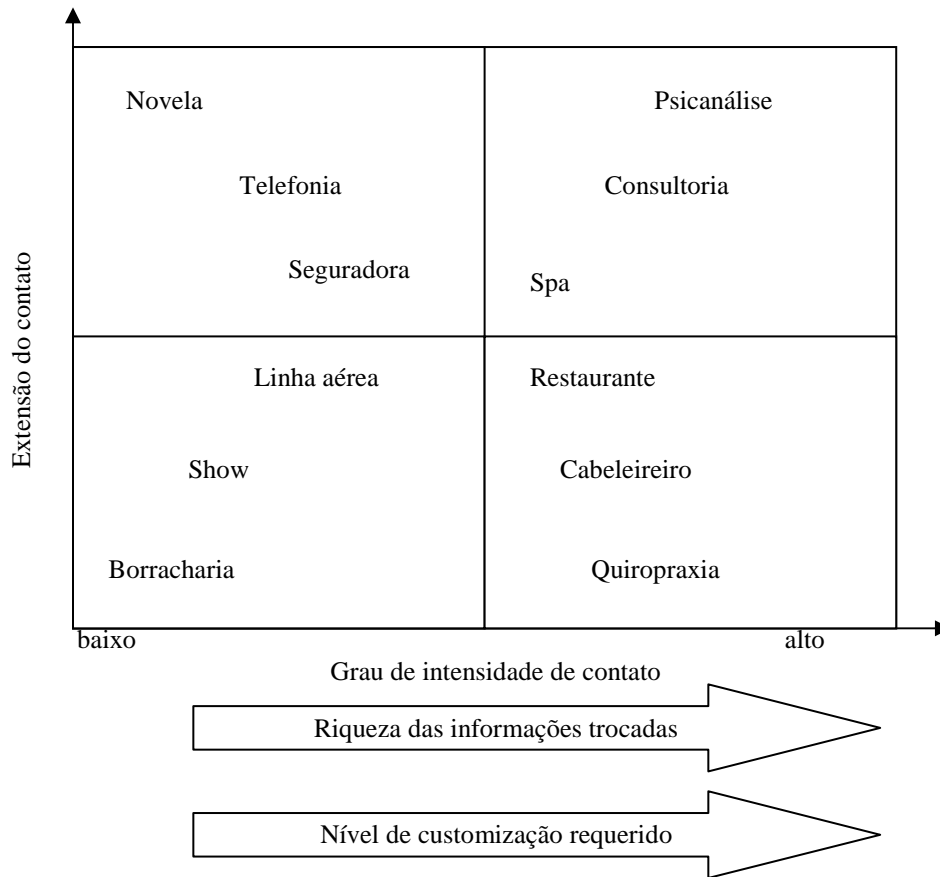 Novela
Psicanálise
Telefonia
Consultoria
Seguradora
Spa
Extensão do contato
Linha aérea
Restaurante
Show
Cabeleireiro
Borracharia
Quiropraxia
baixo
alto
Grau de intensidade de contato
Riqueza das informações trocadas
Nível de customização requerido